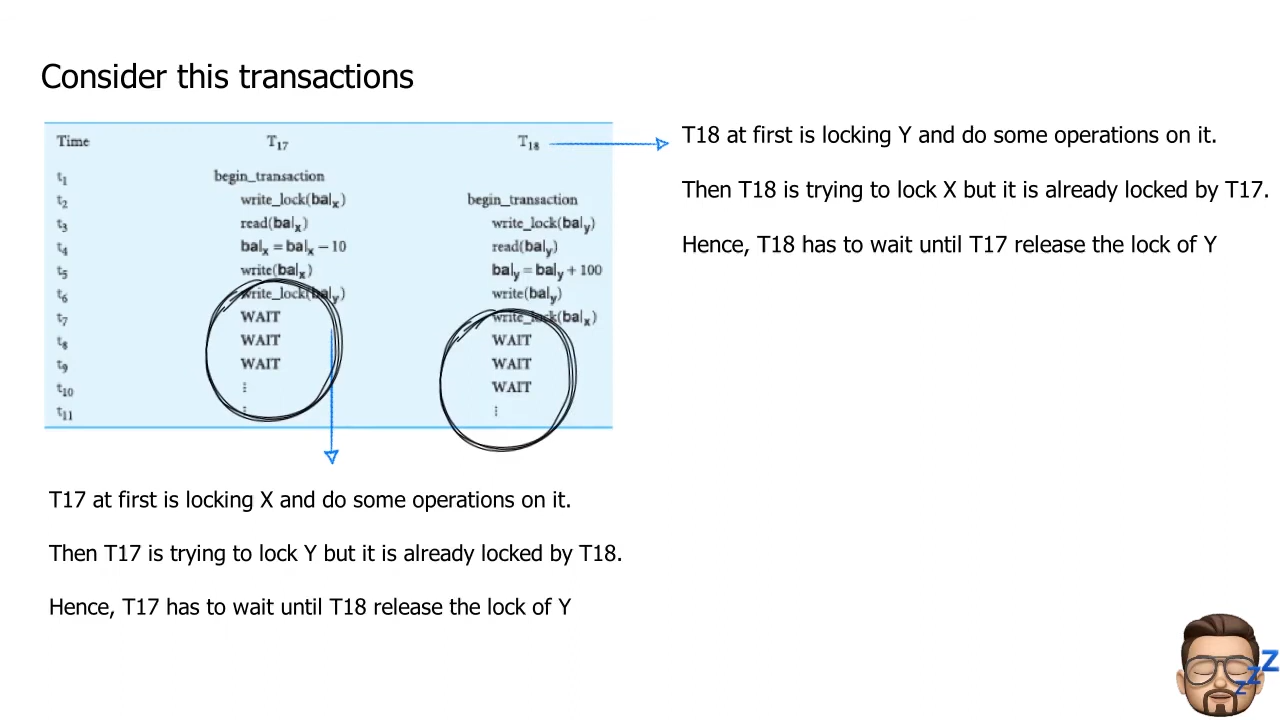 Consider this transactions
Time T17 T18
t1 begin_transaction
t2 write_lock(balx) begin_transaction
t3 read(balx) write_lock(baly)
t4 balx = balx – 10 read(baly)
t5 write(balx) baly = baly + 100
t6 write_lock(baly) write(baly)
t7 WAIT write_lock(balx)
t8 WAIT WAIT
t9 WAIT WAIT
t10 ⋮ WAIT
t11 ⋮ ⋮
T18 at first is locking Y and do some operations on it.
Then T18 is trying to lock X but it is already locked by T17.
Hence, T18 has to wait until T17 release the lock of Y
T17 at first is locking X and do some operations on it.
Then T17 is trying to lock Y but it is already locked by T18.
Hence, T17 has to wait until T18 release the lock of Y
z z z